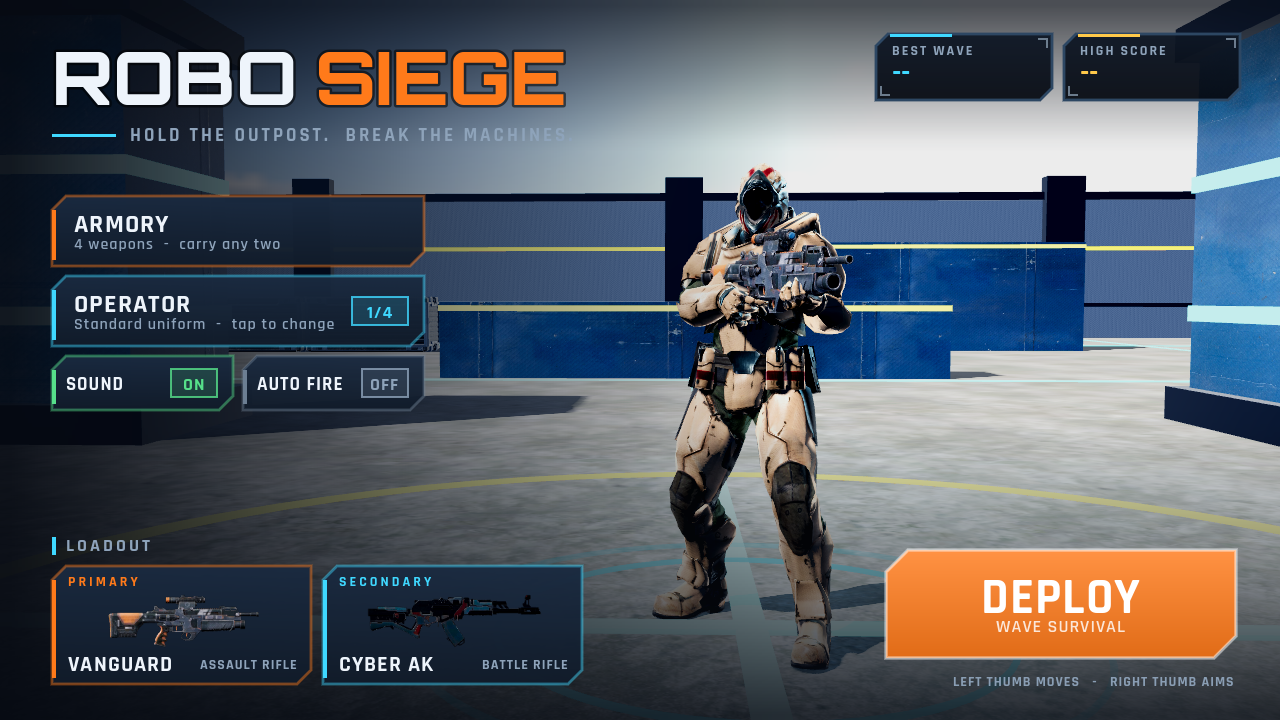 ROBO SIEGE
HOLD THE OUTPOST. BREAK THE MACHINES.
BEST WAVE
--
HIGH SCORE
--
ARMORY
4 weapons - carry any two
OPERATOR
Standard uniform - tap to change
1/4
SOUND
ON
AUTO FIRE
OFF
LOADOUT
PRIMARY
VANGUARD
ASSAULT RIFLE
SECONDARY
CYBER AK
BATTLE RIFLE
DEPLOY
WAVE SURVIVAL
LEFT THUMB MOVES - RIGHT THUMB AIMS